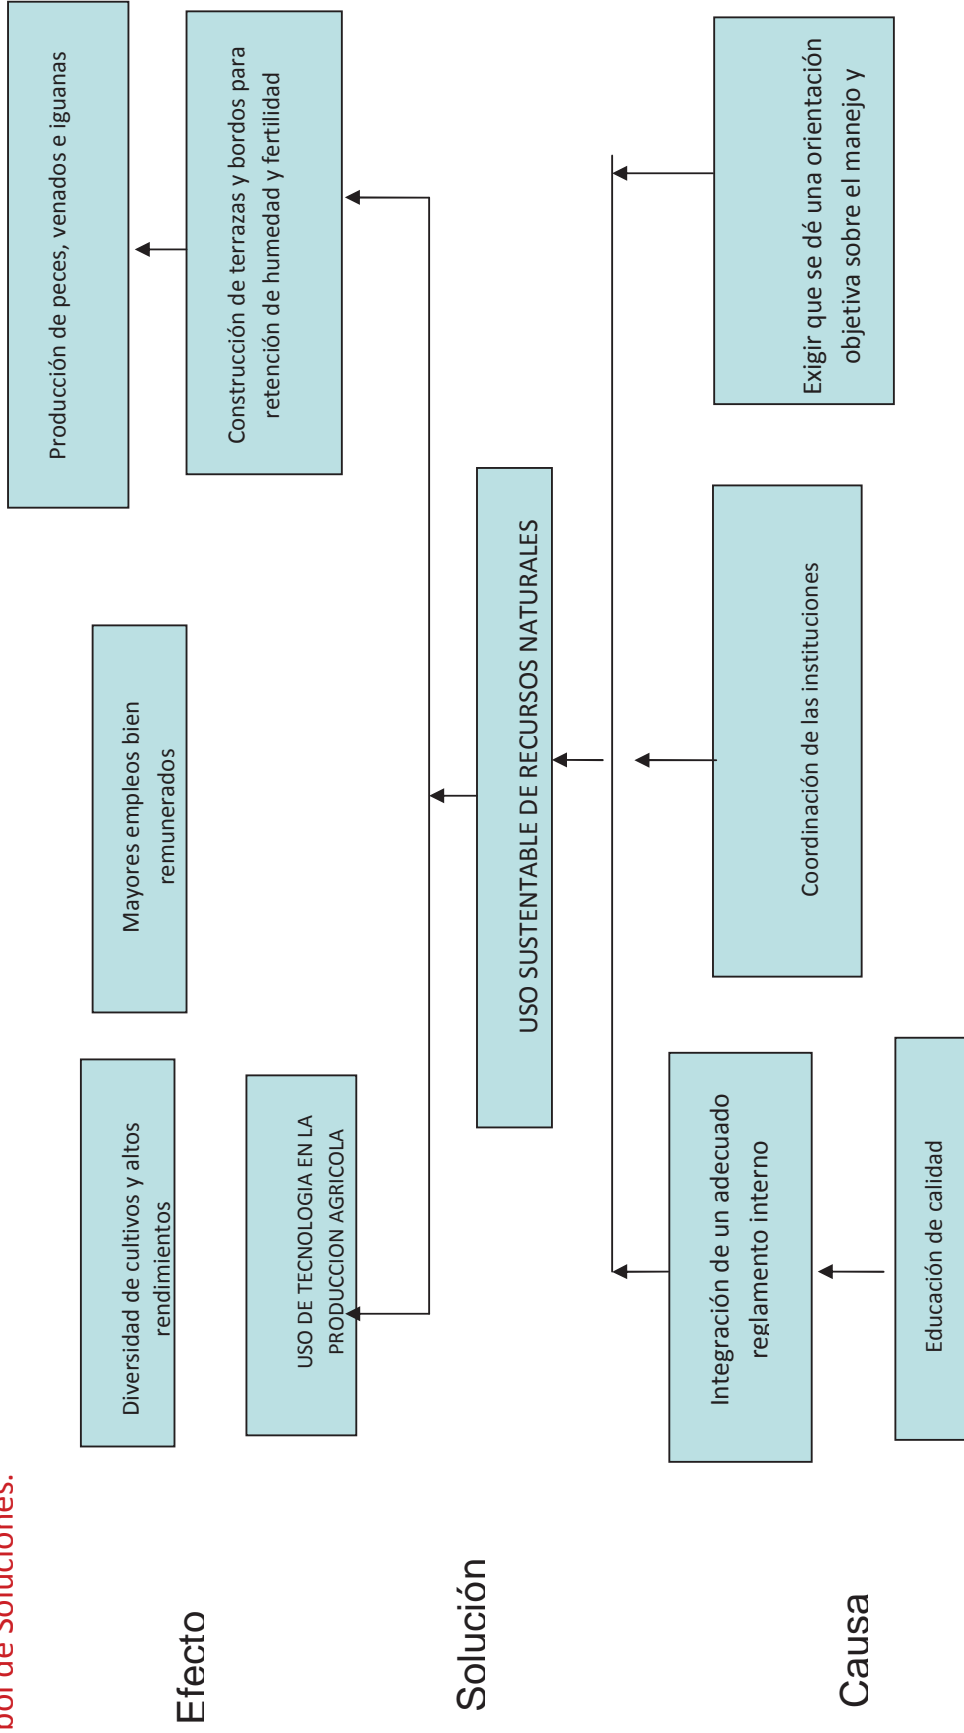 bol de Soluciones.
Efecto
Diversidad de cultivos y altos
rendimientos
Mayores empleos bien
remunerados
Producción de peces, venados e iguanas
USO DE TECNOLOGIA EN LA
PRODUCCION AGRICOLA
Construcción de terrazas y bordos para
retención de humedad y fertilidad
Solución
USO SUSTENTABLE DE RECURSOS NATURALES
Causa
Integración de un adecuado
reglamento interno
Coordinación de las instituciones
Exigir que se dé una orientación
objetiva sobre el manejo y
Educación de calidad